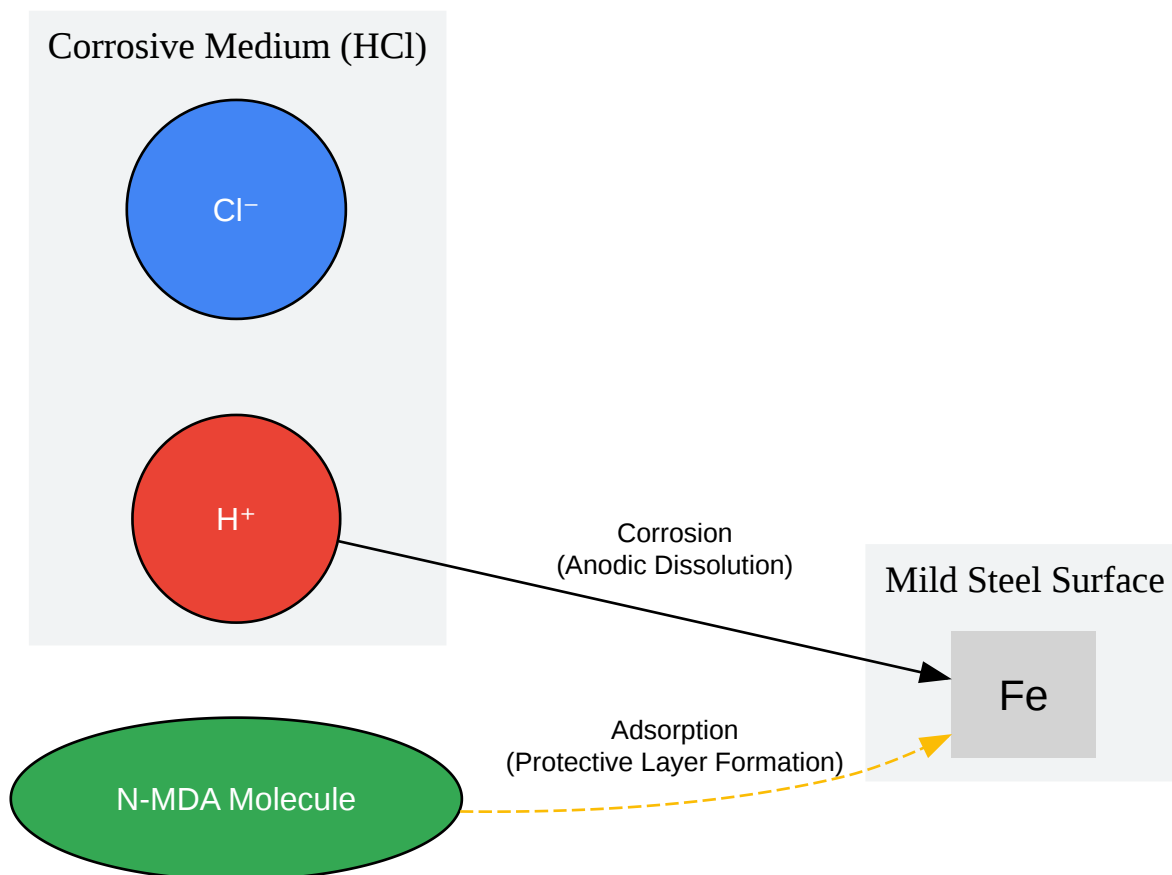 Corrosive Medium (HCl)
Cl⁻
H⁺
Corrosion
(Anodic Dissolution)
Mild Steel Surface
Fe
Adsorption
(Protective Layer Formation)
N-MDA Molecule